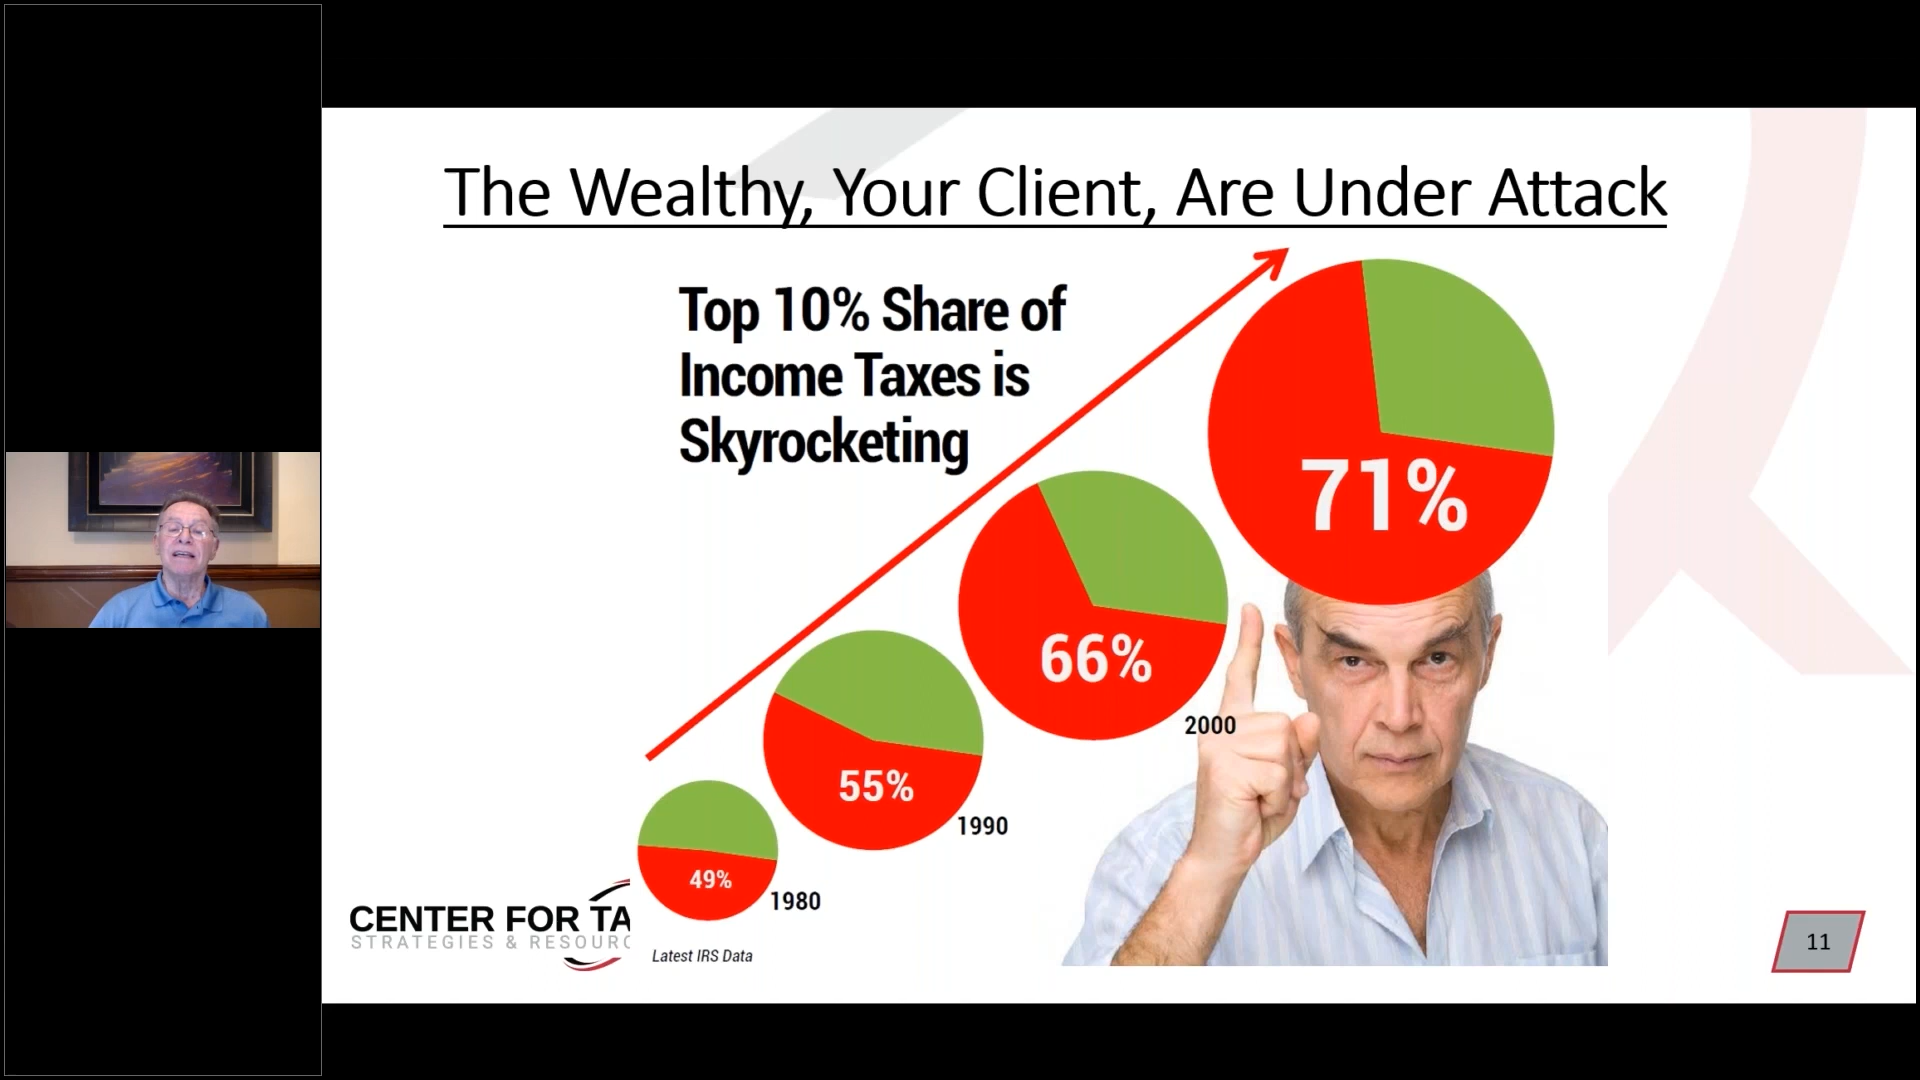 The Wealthy, Your Client, Are Under Attack
Top 10% Share of
Income Taxes is
Skyrocketing
71%
66%
2000
55%
1990
49%
1980
CENTER FOR TA
STRATEGIES & RESOURC
Latest IRS Data
11